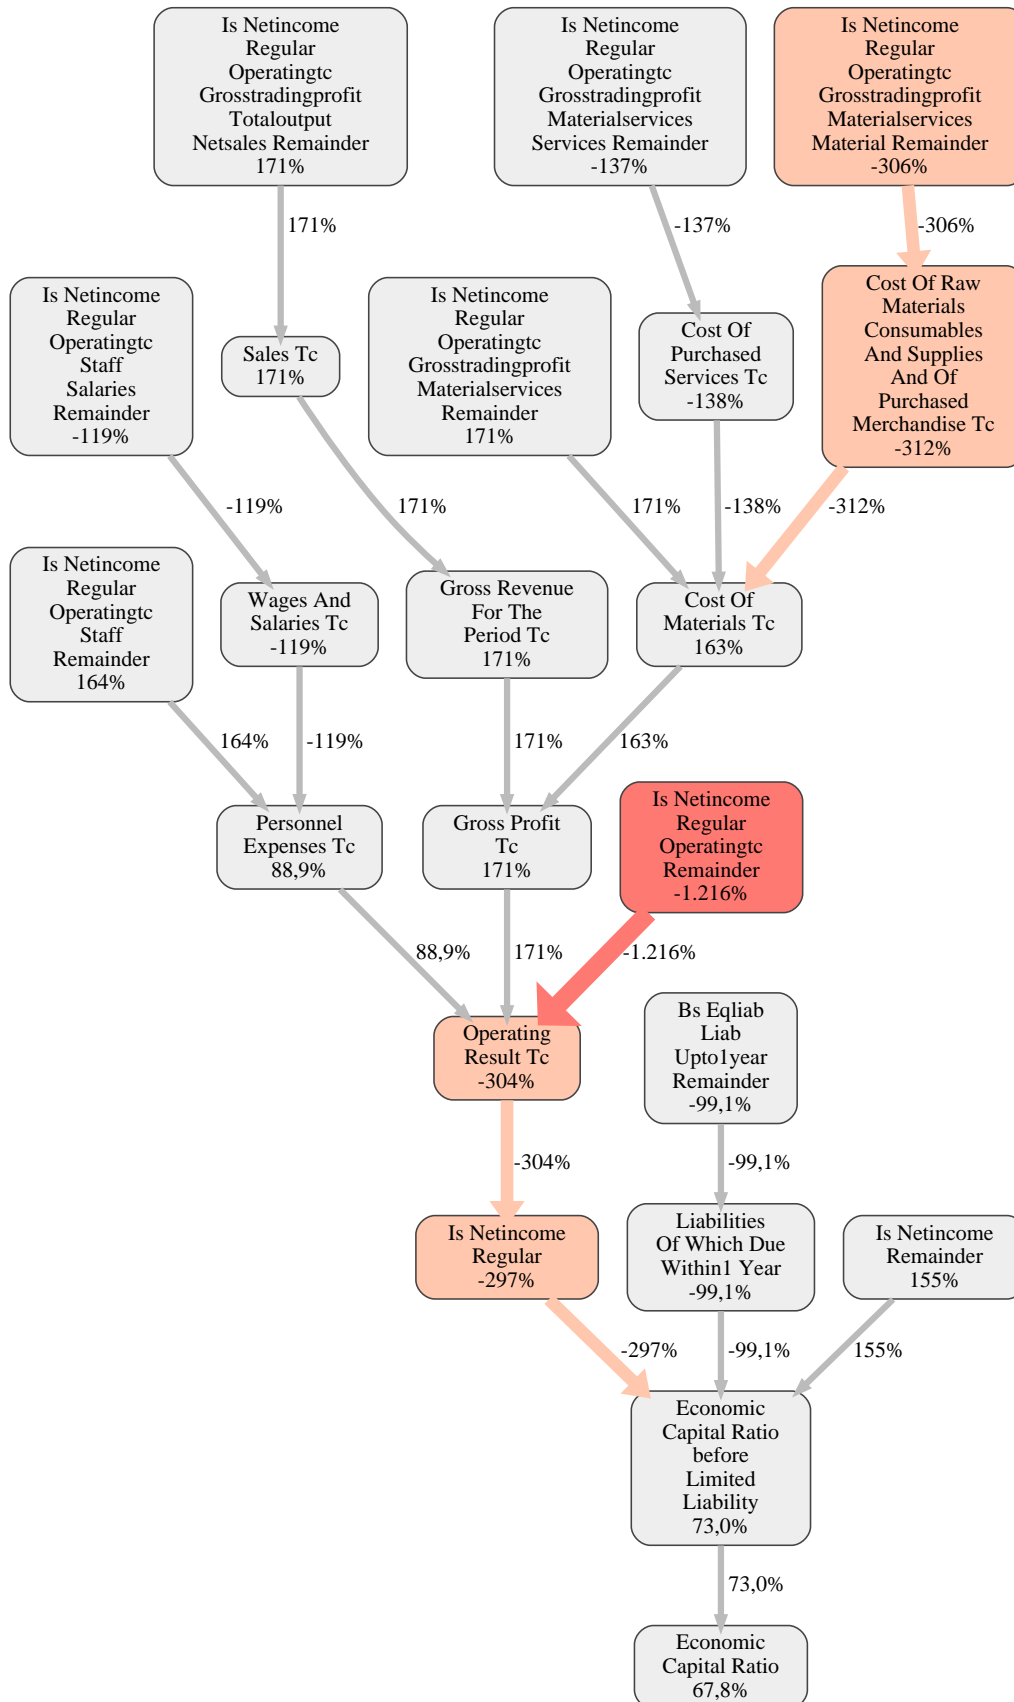 Is Netincome
Regular
Operatingtc
Grosstradingprofit
Totaloutput
Netsales Remainder
171%
Is Netincome
Regular
Operatingtc
Grosstradingprofit
Materialservices
Services Remainder
-137%
Is Netincome
Regular
Operatingtc
Grosstradingprofit
Materialservices
Material Remainder
-306%
171%
-137%
-306%
Is Netincome
Regular
Operatingtc
Staff
Salaries
Remainder
-119%
Sales Tc
171%
Is Netincome
Regular
Operatingtc
Grosstradingprofit
Materialservices
Remainder
171%
Cost Of
Purchased
Services Tc
-138%
Cost Of Raw
Materials
Consumables
And Supplies
And Of
Purchased
Merchandise Tc
-312%
-119%
171%
171%
-138%
-312%
Is Netincome
Regular
Operatingtc
Staff
Remainder
164%
Wages And
Salaries Tc
-119%
Gross Revenue
For The
Period Tc
171%
Cost Of
Materials Tc
163%
164%
-119%
171%
163%
Personnel
Expenses Tc
88,9%
Gross Profit
Tc
171%
Is Netincome
Regular
Operatingtc
Remainder
-1.216%
88,9%
171%
-1.216%
Operating
Result Tc
-304%
Bs Eqliab
Liab
Upto1year
Remainder
-99,1%
-304%
-99,1%
Is Netincome
Regular
-297%
Liabilities
Of Which Due
Within1 Year
-99,1%
Is Netincome
Remainder
155%
-297%
-99,1%
155%
Economic
Capital Ratio
before
Limited
Liability
73,0%
73,0%
Economic
Capital Ratio
67,8%